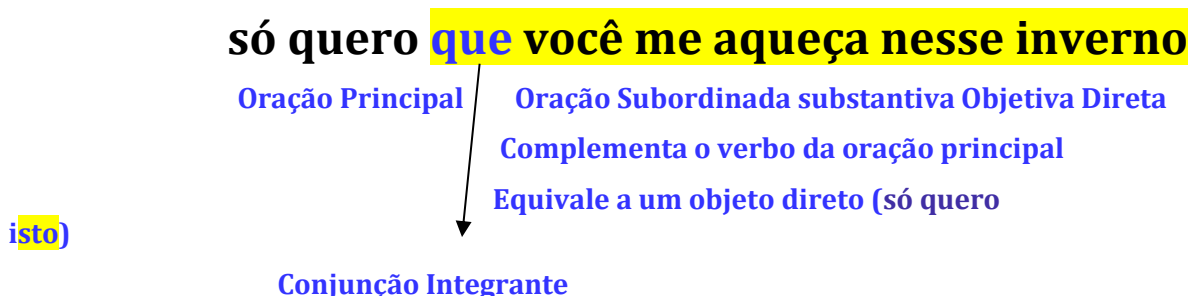 só quero que você me aqueça nesse inverno
Oração Principal Oração Subordinada substantiva Objetiva Direta
Complementa o verbo da oração principal
Equivale a um objeto direto (só quero
isto)
Conjunção Integrante